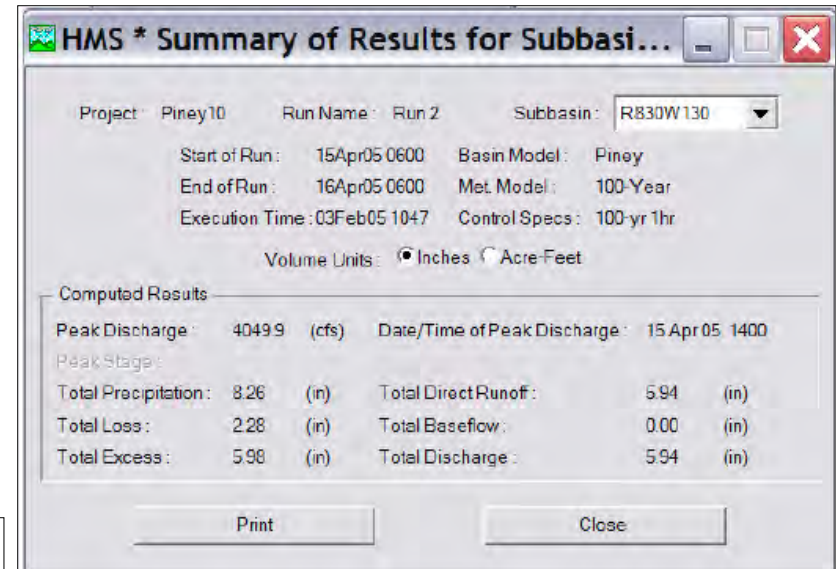 HMS * Summary of Results for Subbasi...
Project: Piney10 Run Name: Run 2 Subbasin: R830W130
Start of Run: 15Apr05 0600 Basin Model: Piney
End of Run: 16Apr05 0600 Met. Model: 100-Year
Execution Time: 03Feb05 1047 Control Specs: 100-yr 1hr
Volume Units: Inches Acre-Feet
Computed Results
Peak Discharge: 4049.9 (cfs) Date/Time of Peak Discharge: 15 Apr 05 1400
Peak Stage:
Total Precipitation: 8.26 (in) Total Direct Runoff: 5.94 (in)
Total Loss: 2.28 (in) Total Baseflow: 0.00 (in)
Total Excess: 5.98 (in) Total Discharge: 5.94 (in)
Print Close